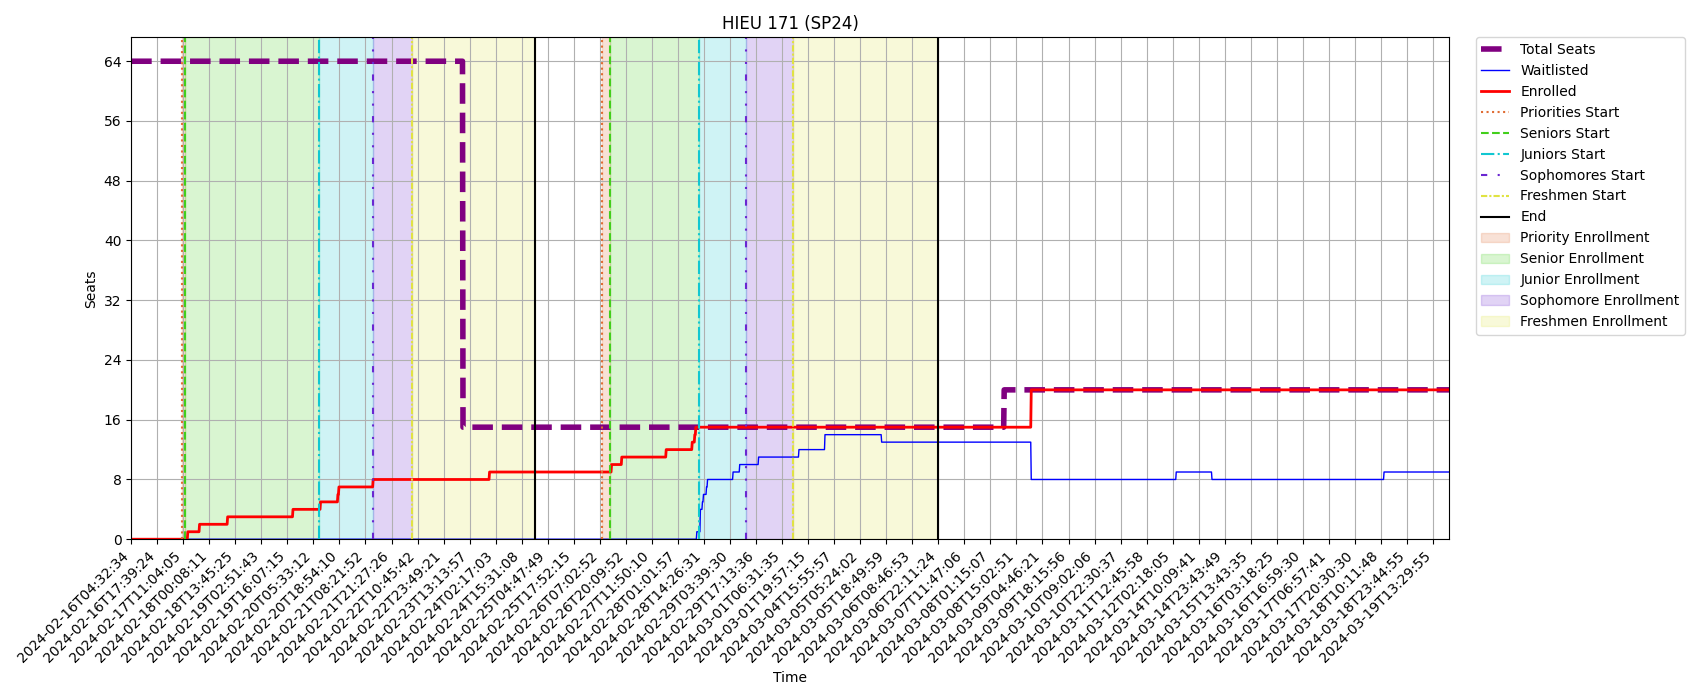 HIEU 171 (SP24)
Seats
64
56
48
40
32
24
16
8
0
2024-02-16T04:32:34
2024-02-16T17:39:24
2024-02-17T11:04:05
2024-02-18T00:08:11
2024-02-18T13:45:25
2024-02-19T02:51:43
2024-02-19T16:07:15
2024-02-20T05:33:12
2024-02-20T18:54:10
2024-02-21T08:21:52
2024-02-21T21:27:26
2024-02-22T10:45:42
2024-02-22T23:49:21
2024-02-23T13:13:57
2024-02-24T02:17:03
2024-02-24T15:31:08
2024-02-25T04:47:49
2024-02-25T17:52:15
2024-02-26T07:02:52
2024-02-26T20:09:52
2024-02-27T11:50:10
2024-02-28T01:01:57
2024-02-28T14:26:31
2024-02-29T03:39:30
2024-02-29T17:13:36
2024-03-01T06:31:35
2024-03-01T19:57:15
2024-03-04T15:55:57
2024-03-05T05:24:02
2024-03-05T18:49:59
2024-03-06T08:46:53
2024-03-06T22:11:24
2024-03-07T11:47:06
2024-03-08T01:15:07
2024-03-08T15:02:51
2024-03-09T04:46:21
2024-03-09T18:15:56
2024-03-10T09:02:06
2024-03-10T22:30:37
2024-03-11T12:45:58
2024-03-12T02:18:05
2024-03-14T10:09:41
2024-03-14T23:43:49
2024-03-15T13:43:35
2024-03-16T03:18:25
2024-03-16T16:59:30
2024-03-17T06:57:41
2024-03-17T20:30:30
2024-03-18T10:11:48
2024-03-18T23:44:55
2024-03-19T13:29:55
Time
Total Seats
Waitlisted
Enrolled
Priorities Start
Seniors Start
Juniors Start
Sophomores Start
Freshmen Start
End
Priority Enrollment
Senior Enrollment
Junior Enrollment
Sophomore Enrollment
Freshmen Enrollment